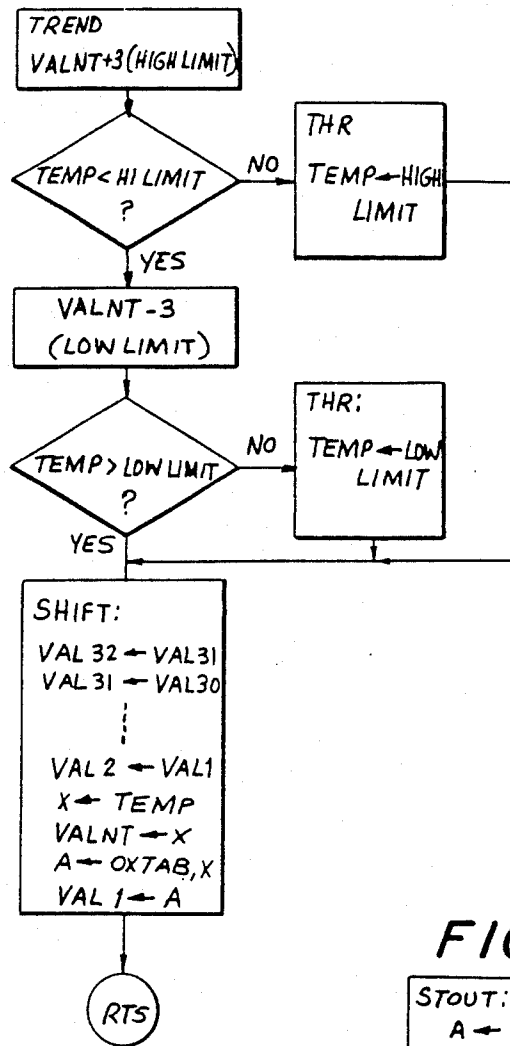 TREND
VALNT+3 (HIGH LIMIT)
TEMP < HI LIMIT
?
NO
THR
TEMP ← HIGH
LIMIT
YES
VALNT-3
(LOW LIMIT)
TEMP > LOW LIMIT
?
NO
THR:
TEMP ← LOW
LIMIT
YES
SHIFT:
VAL 32 ← VAL31
VAL31 ← VAL30
VAL 2 ← VAL1
X ← TEMP
VALNT ← X
A ← OXTAB,X
VAL 1 ← A
RTS
STOUT:
A ←